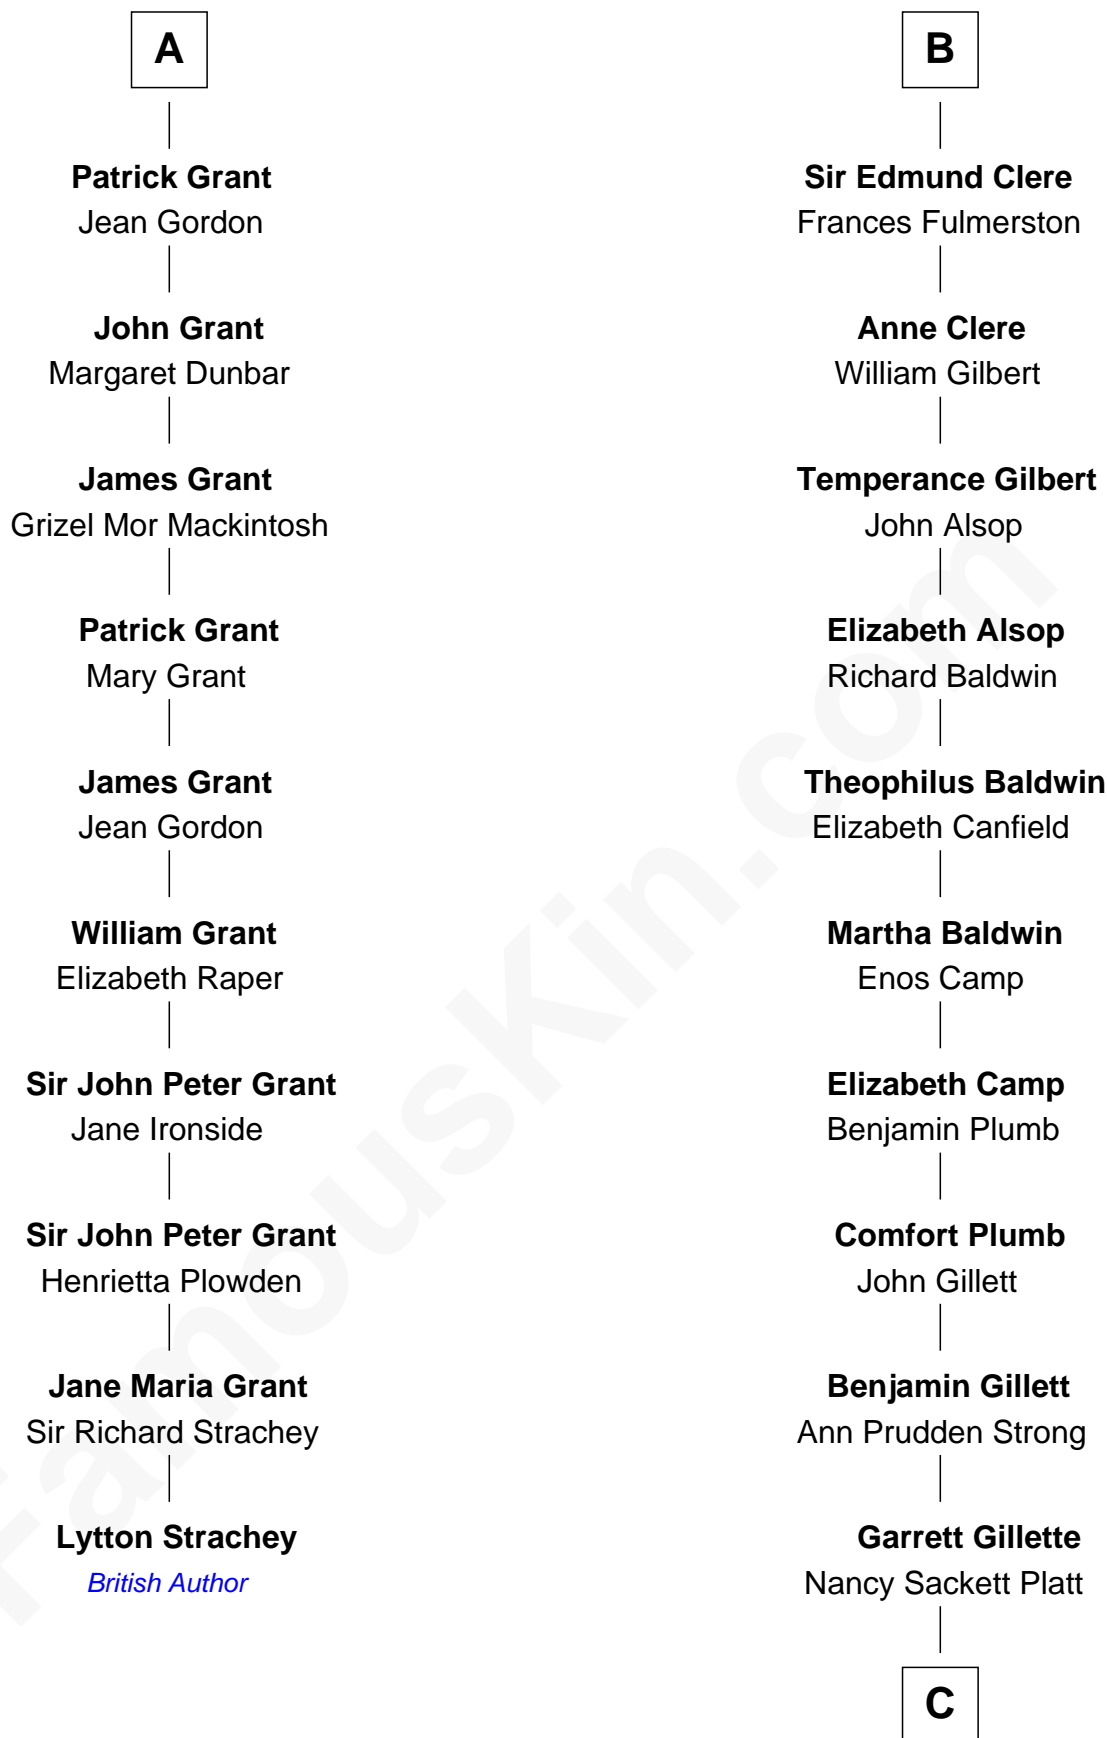 A
Patrick Grant
Jean Gordon
John Grant
Margaret Dunbar
James Grant
Grizel Mor Mackintosh
Patrick Grant
Mary Grant
James Grant
Jean Gordon
William Grant
Elizabeth Raper
Sir John Peter Grant
Jane Ironside
Sir John Peter Grant
Henrietta Plowden
Jane Maria Grant
Sir Richard Strachey
Lytton Strachey
British Author
B
Sir Edmund Clere
Frances Fulmerston
Anne Clere
William Gilbert
Temperance Gilbert
John Alsop
Elizabeth Alsop
Richard Baldwin
Theophilus Baldwin
Elizabeth Canfield
Martha Baldwin
Enos Camp
Elizabeth Camp
Benjamin Plumb
Comfort Plumb
John Gillett
Benjamin Gillett
Ann Prudden Strong
Garrett Gillette
Nancy Sackett Platt
C
FamousKin.com